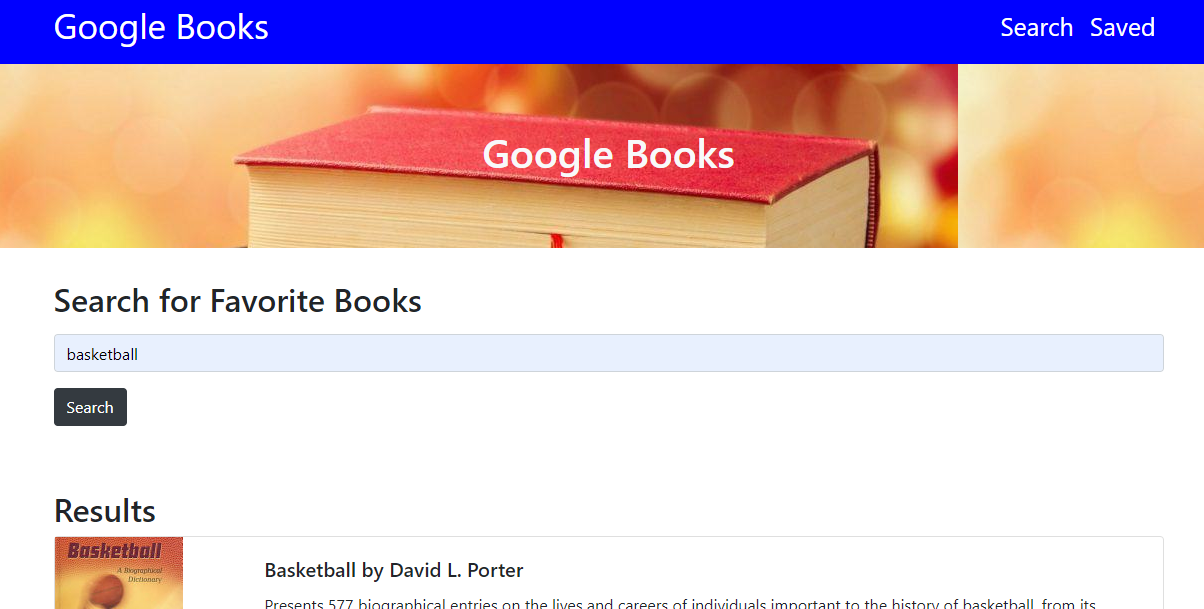 Google Books
Search Saved
Google Books
Search for Favorite Books
basketball
Search
Results
Basketball
A Biographical
Dictionary
Basketball by David L. Porter
Presents 577 biographical entries on the lives and careers of individuals important to the history of basketball, from its